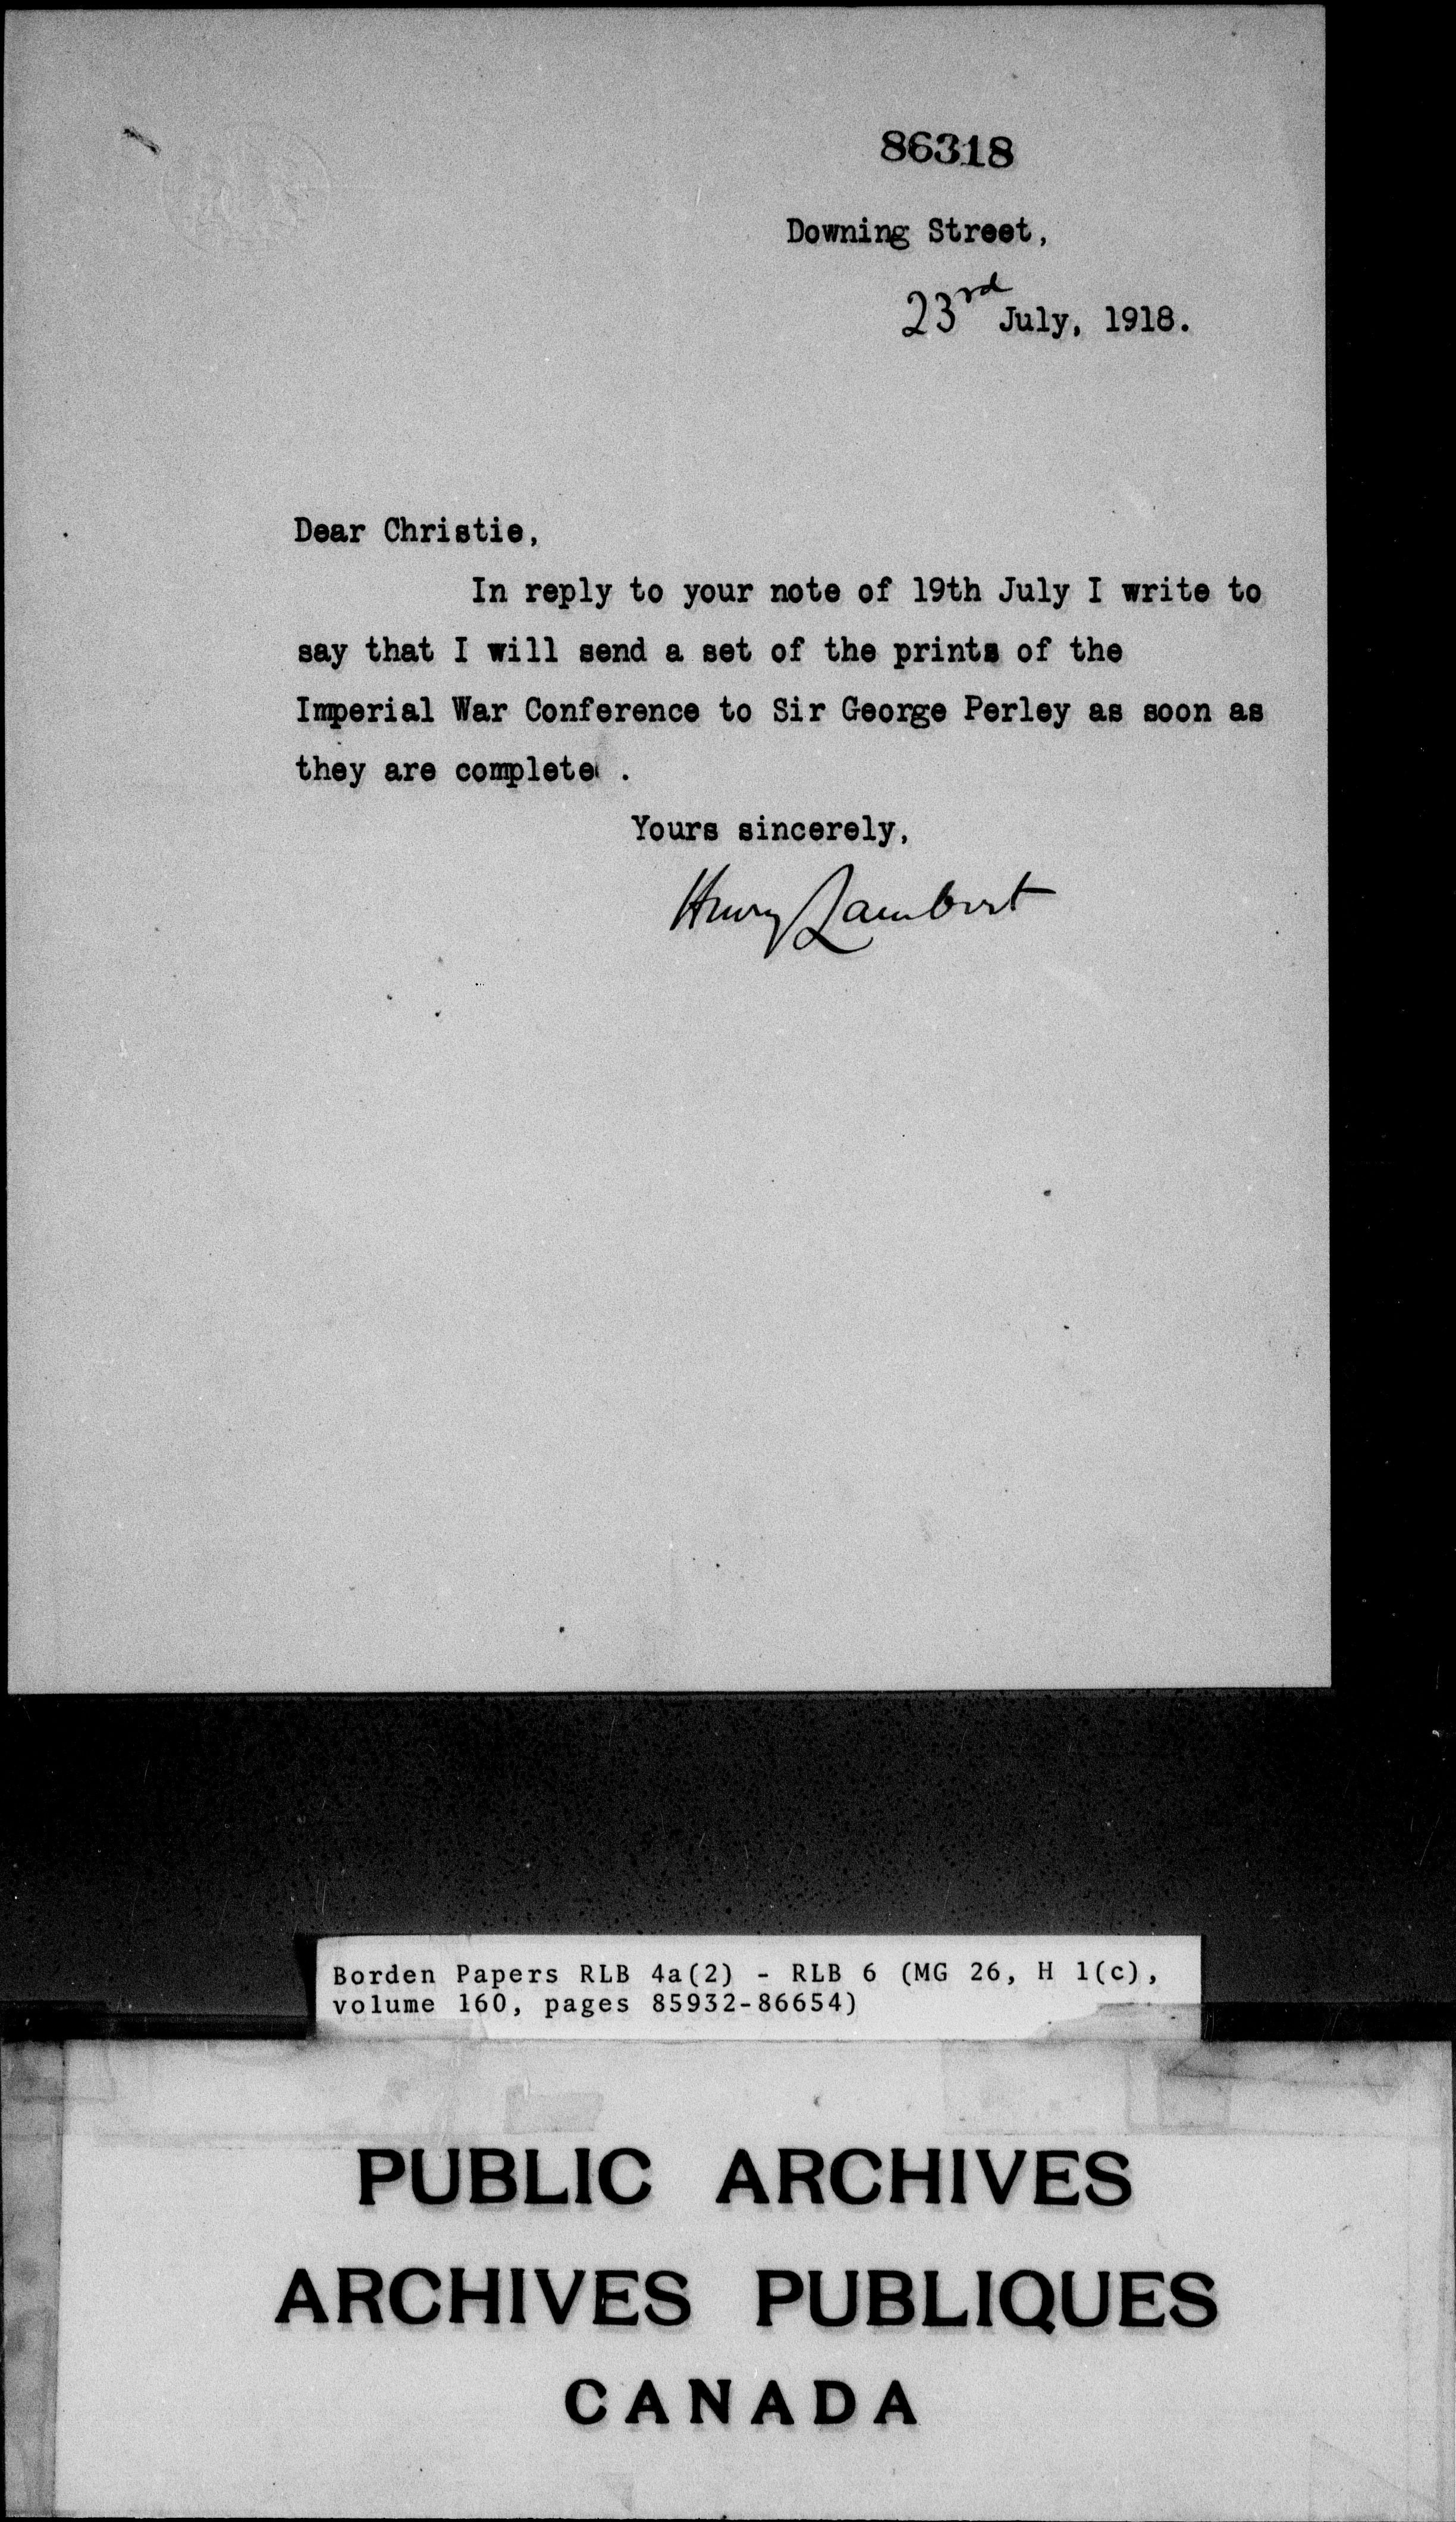 86318
Downing Street,
23rd July, 1918.
Dear Christie,
In reply to your note of 19th July I write to
say that I will send a set of the prints of the
Imperial War Conference to Sir George Perley as soon as
they are complete .
Yours sincerely,
Henry Lambert
Borden Papers RLB 4a(2) - RLB 6 (MG 26, H 1(c),
volume 160, pages 85932-86654)
PUBLIC ARCHIVES
ARCHIVES PUBLIQUES
CANADA